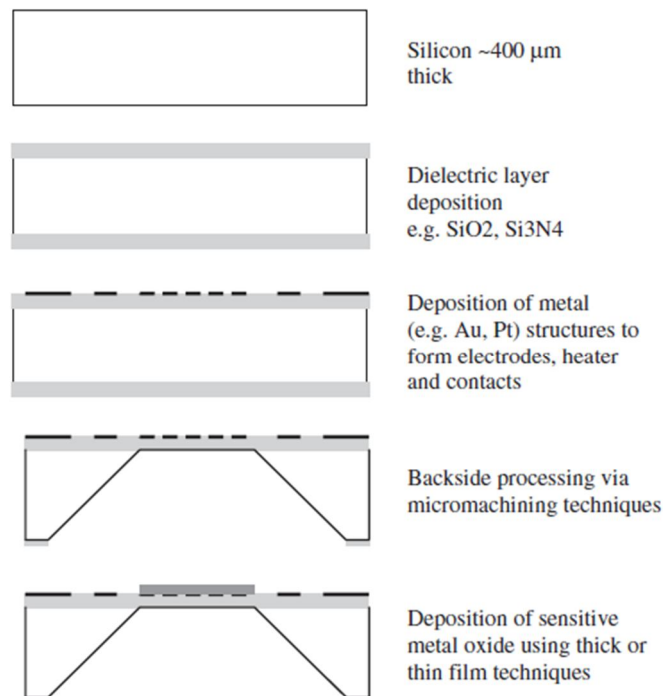 Silicon ~400 μm
thick
Dielectric layer
deposition
e.g. SiO2, Si3N4
Deposition of metal
(e.g. Au, Pt) structures to
form electrodes, heater
and contacts
Backside processing via
micromachining techniques
Deposition of sensitive
metal oxide using thick or
thin film techniques